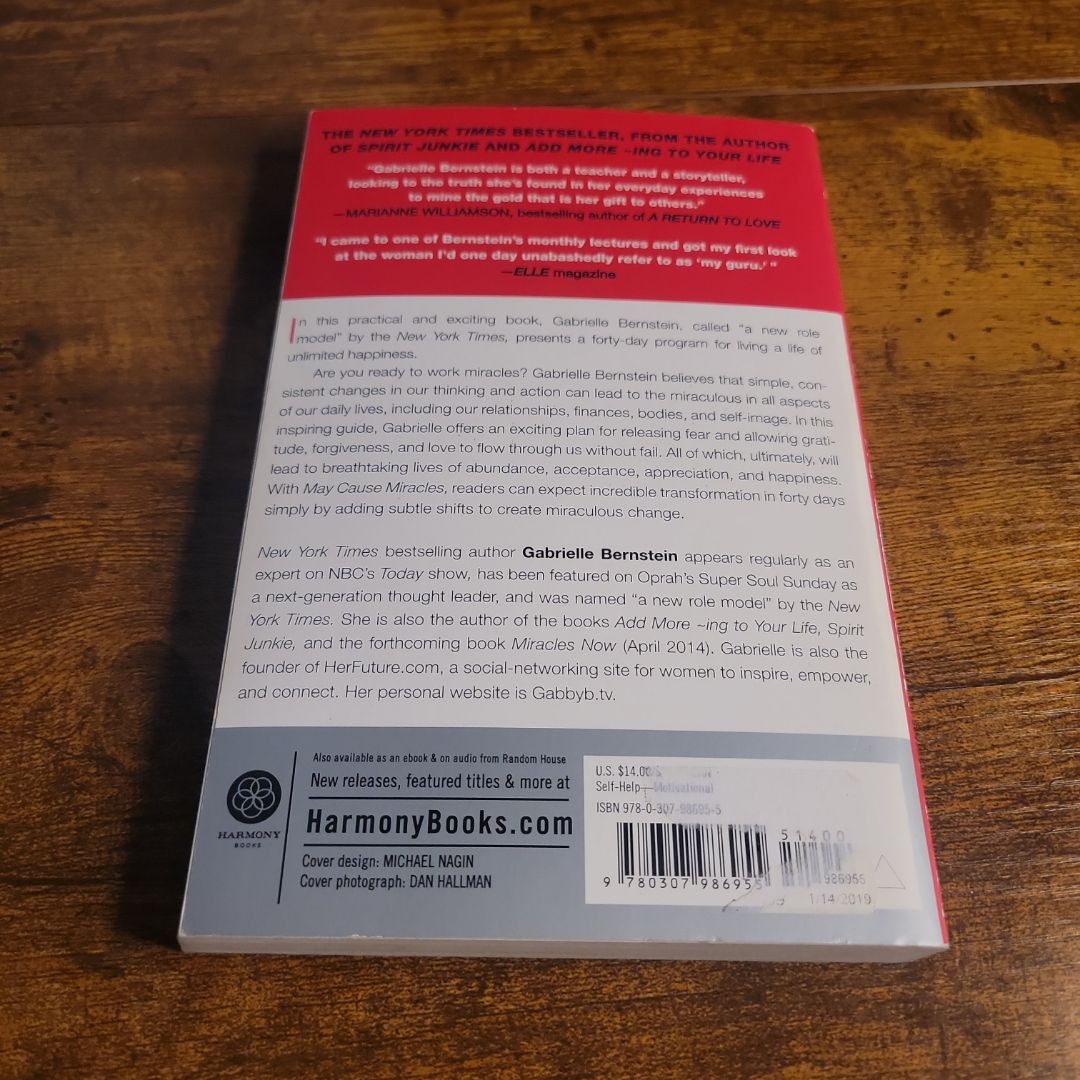 THE NEW YORK TIMES BESTSELLER, FROM THE AUTHOR
OF SPIRIT JUNKIE AND ADD MORE ~ING TO YOUR LIFE
"Gabrielle Bernstein is both a teacher and a storyteller,
looking to the truth she's found in her everyday experiences
to mine the gold that is her gift to others."
—MARIANNE WILLIAMSON, bestselling author of A RETURN TO LOVE
"I came to one of Bernstein's monthly lectures and got my first look
at the woman I'd one day unabashedly refer to as 'my guru.' "
—ELLE magazine
In this practical and exciting book, Gabrielle Bernstein, called "a new role
model" by the New York Times, presents a forty-day program for living a life of
unlimited happiness.
Are you ready to work miracles? Gabrielle Bernstein believes that simple, con-
sistent changes in our thinking and action can lead to the miraculous in all aspects
of our daily lives, including our relationships, finances, bodies, and self-image. In this
inspiring guide, Gabrielle offers an exciting plan for releasing fear and allowing grati-
tude, forgiveness, and love to flow through us without fail. All of which, ultimately, will
lead to breathtaking lives of abundance, acceptance, appreciation, and happiness.
With May Cause Miracles, readers can expect incredible transformation in forty days
simply by adding subtle shifts to create miraculous change.
New York Times bestselling author Gabrielle Bernstein appears regularly as an
expert on NBC's Today show, has been featured on Oprah's Super Soul Sunday as
a next-generation thought leader, and was named "a new role model" by the New
York Times. She is also the author of the books Add More ~ing to Your Life, Spirit
Junkie, and the forthcoming book Miracles Now (April 2014). Gabrielle is also the
founder of HerFuture.com, a social-networking site for women to inspire, empower,
and connect. Her personal website is Gabbyb.tv.
HARMONY
BOOKS
Also available as an ebook & on audio from Random House
New releases, featured titles & more at
HarmonyBooks.com
Cover design: MICHAEL NAGIN
Cover photograph: DAN HALLMAN
U.S. $14.00
Self-Help—Motivational
ISBN 978-0-307-98695-5
51400
9 780307 986955
986955
1/14/2019